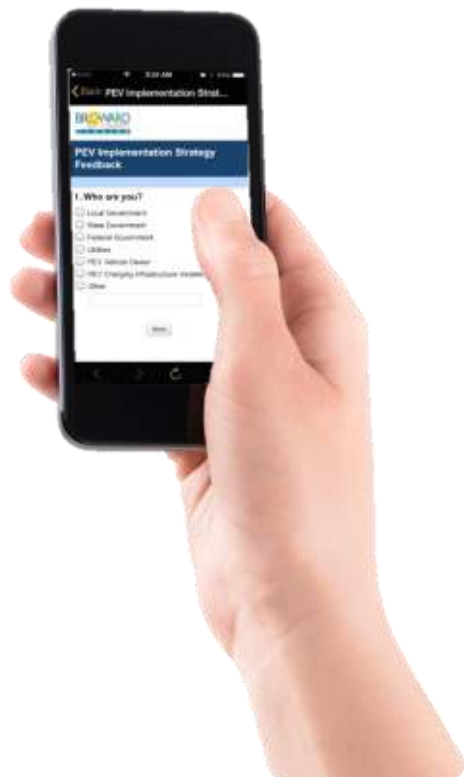 Back PEV Implementation Strat...
BROWARD
PEV Implementation Strategy
Feedback
1. Who are you?
Local Government
State Government
Federal Government
Utilities
PEV Vehicle Owner
PEV Charging Infrastructure
Other